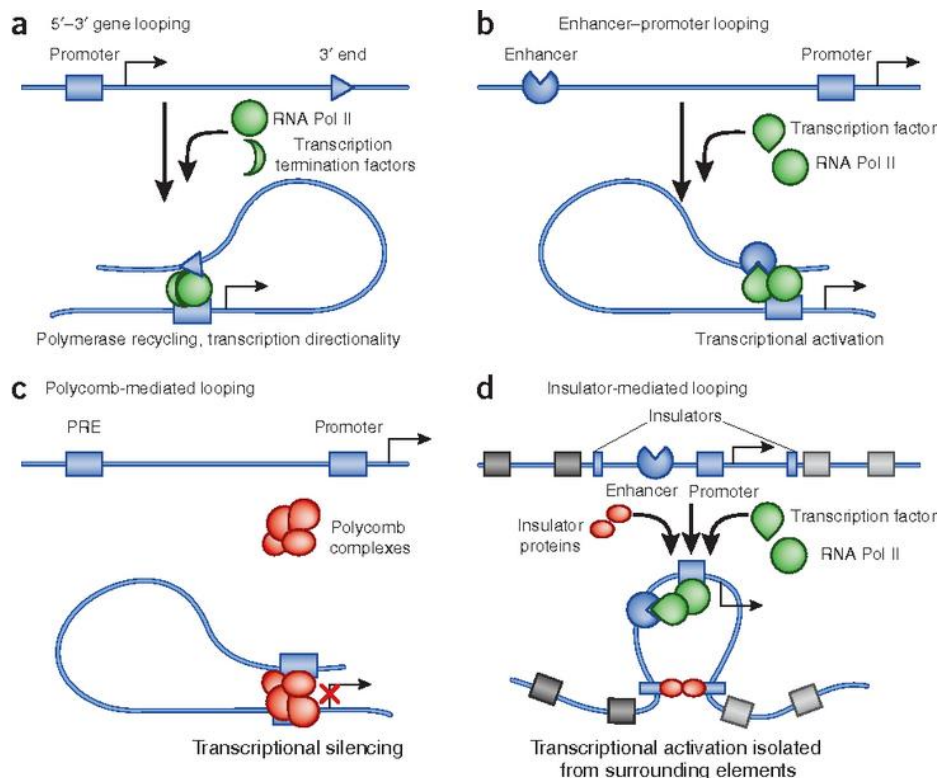 a 5′–3′ gene looping
Promoter
3′ end
RNA Pol II
Transcription
termination factors
Polymerase recycling, transcription directionality
b Enhancer–promoter looping
Enhancer
Promoter
Transcription factor
RNA Pol II
Transcriptional activation
c Polycomb-mediated looping
PRE
Promoter
Polycomb
complexes
Transcriptional silencing
d Insulator-mediated looping
Insulators
Enhancer
Promoter
Insulator
proteins
Transcription factor
RNA Pol II
Transcriptional activation isolated
from surrounding elements